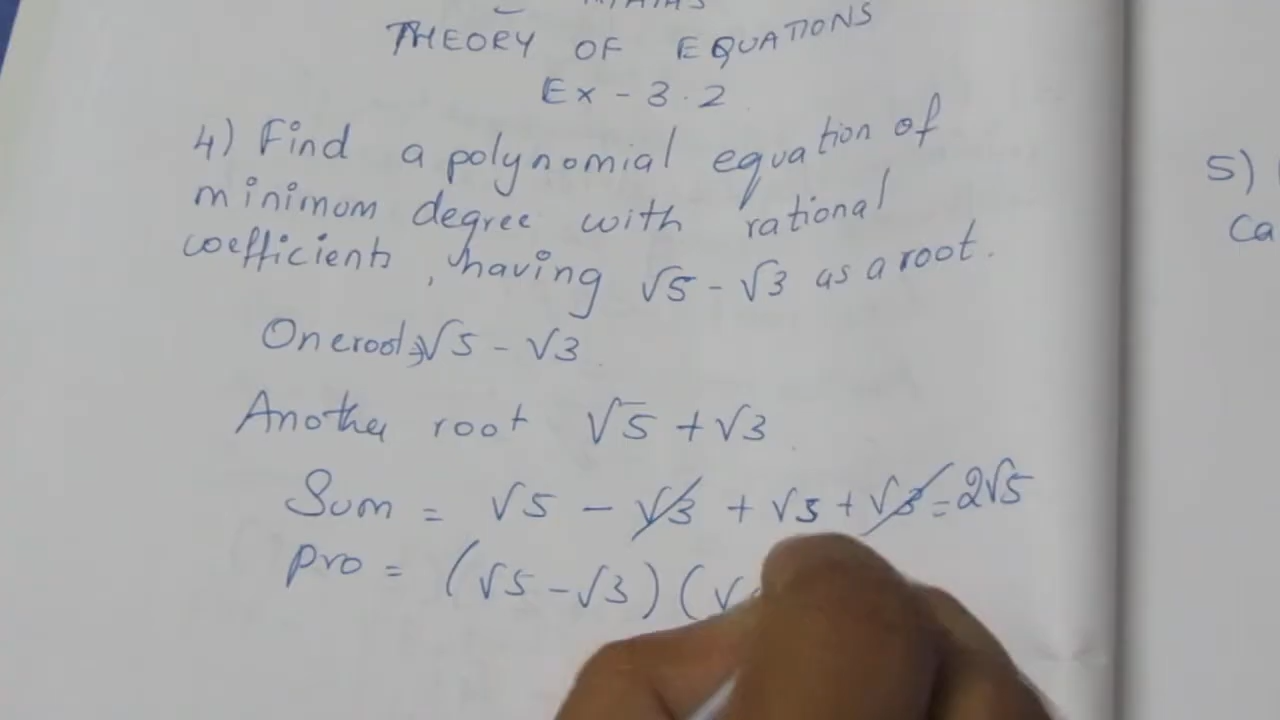 THEORY OF EQUATIONS
Ex - 3.2
4) Find a polynomial equation of
minimum degree with rational
coefficients, having √5 - √3 as a root.
One root √5 - √3
Another root √5 + √3
Sum = √5 - √3 + √5 + √3 = 2√5
pro = (√5 - √3) (√
5)
Ca